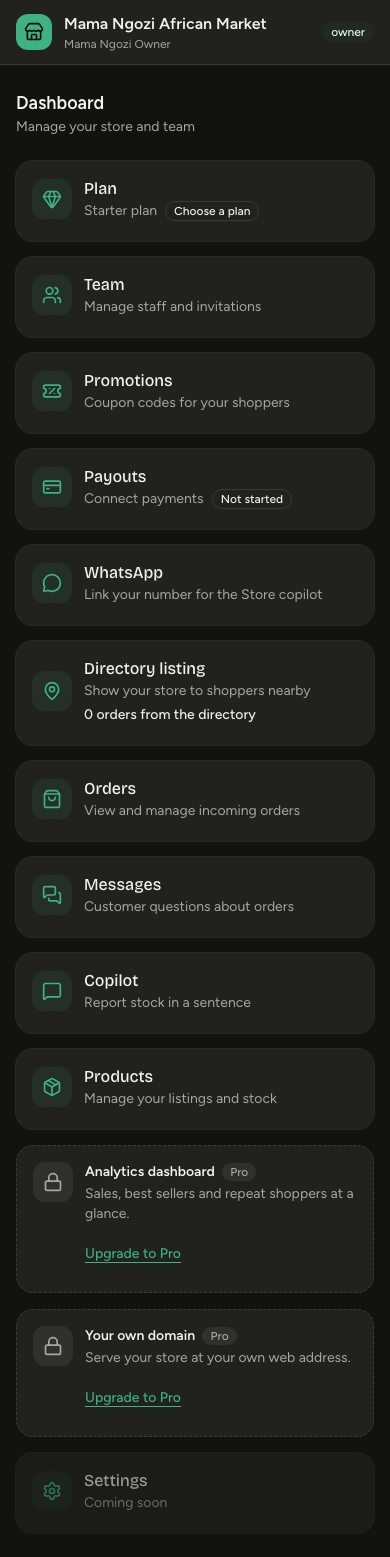 Mama Ngozi African Market
Mama Ngozi Owner
owner
Dashboard
Manage your store and team
Plan
Starter plan Choose a plan
Team
Manage staff and invitations
Promotions
Coupon codes for your shoppers
Payouts
Connect payments Not started
WhatsApp
Link your number for the Store copilot
Directory listing
Show your store to shoppers nearby
0 orders from the directory
Orders
View and manage incoming orders
Messages
Customer questions about orders
Copilot
Report stock in a sentence
Products
Manage your listings and stock
Analytics dashboard Pro
Sales, best sellers and repeat shoppers at a
glance.
Upgrade to Pro
Your own domain Pro
Serve your store at your own web address.
Upgrade to Pro
Settings
Coming soon